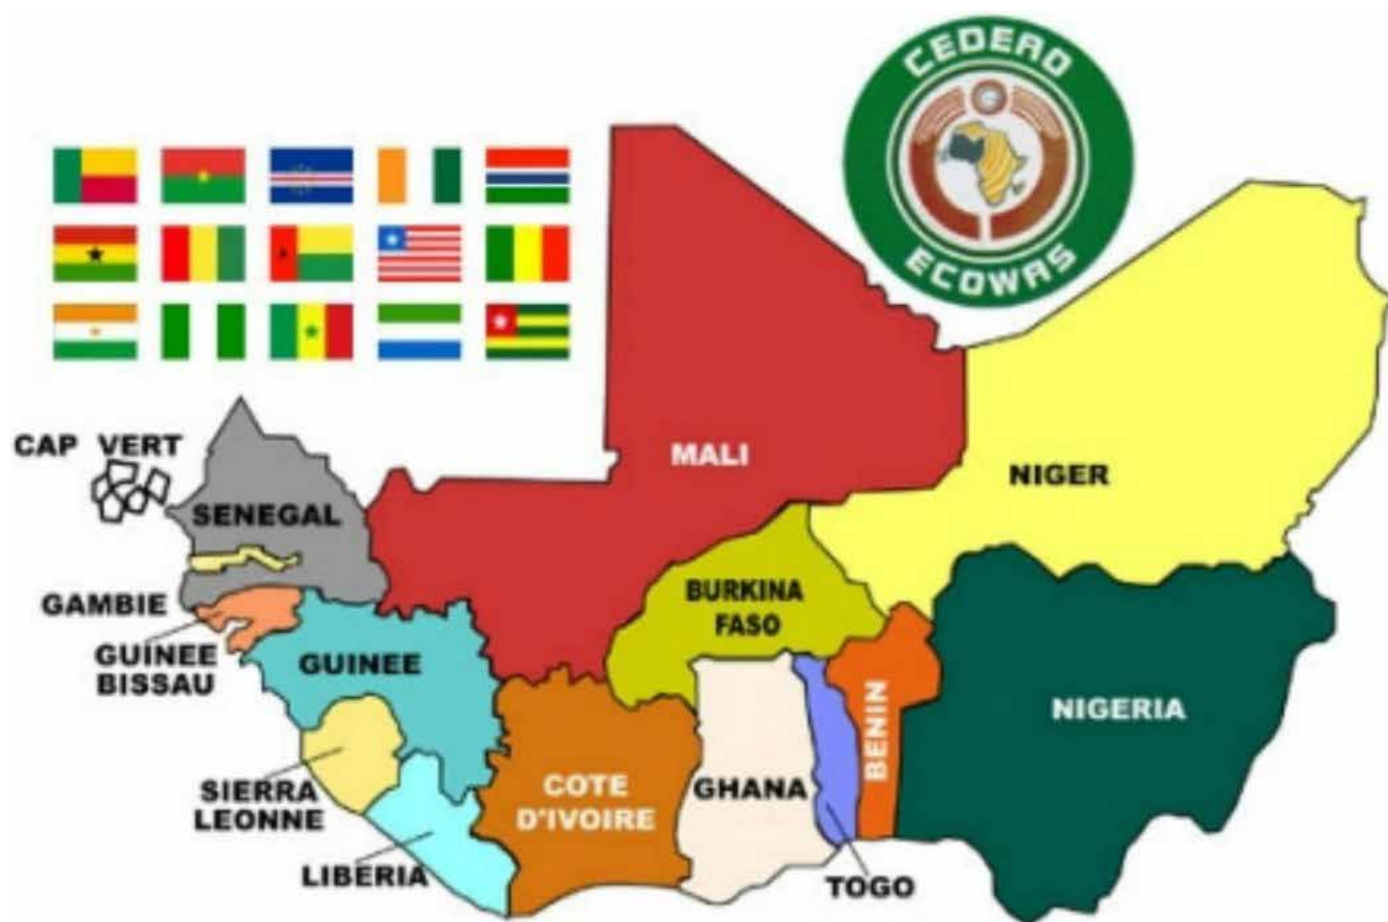 CEDEAO
ECOWAS
CAP VERT
MALI
NIGER
SENEGAL
BURKINA
FASO
GAMBIE
GUINEE
BISSAU
GUINEE
NIGERIA
BENIN
SIERRA
LEONNE
COTE
D'IVOIRE
GHANA
LIBERIA
TOGO